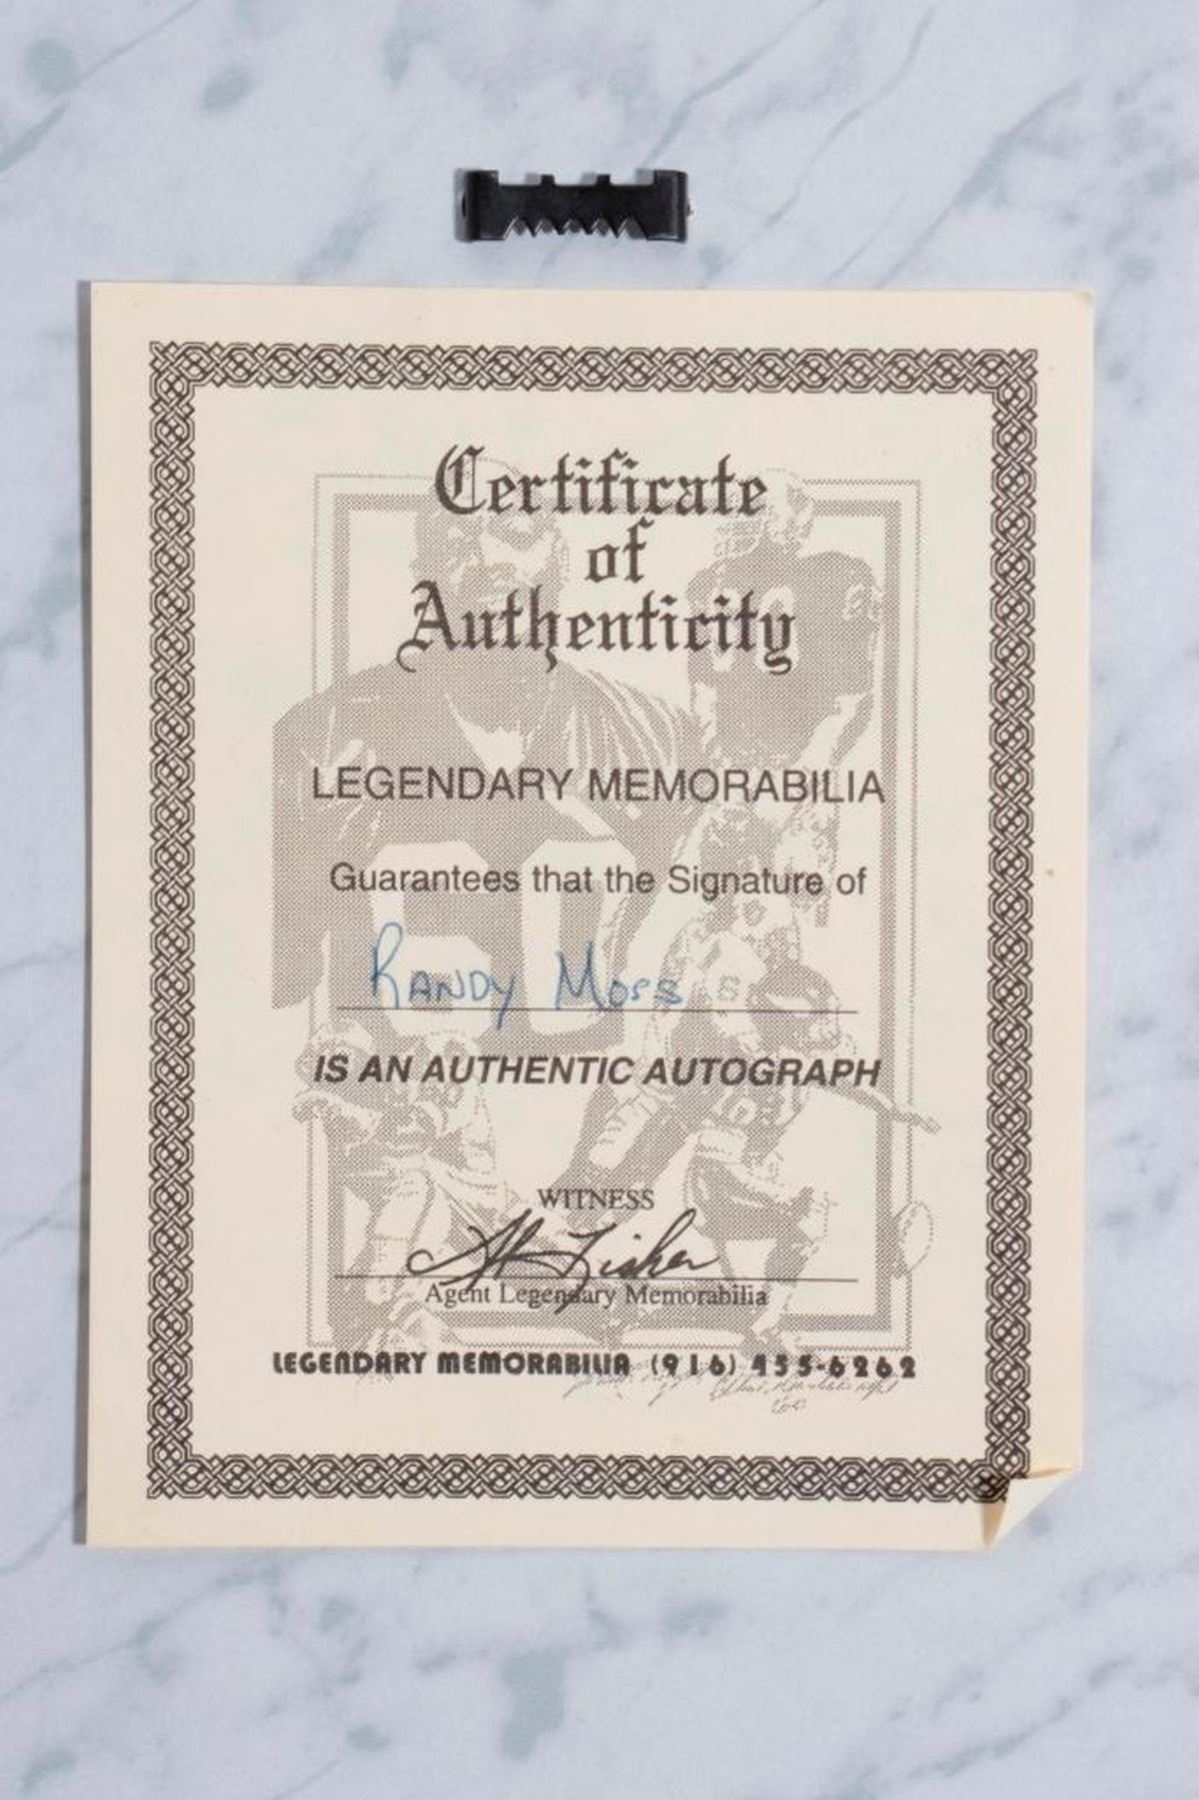 Certificate
of
Authenticity
LEGENDARY MEMORABILIA
Guarantees that the Signature of
RANDY MOSS
IS AN AUTHENTIC AUTOGRAPH
WITNESS
Agent Legendary Memorabilia
LEGENDARY MEMORABILIA (916) 455-6262